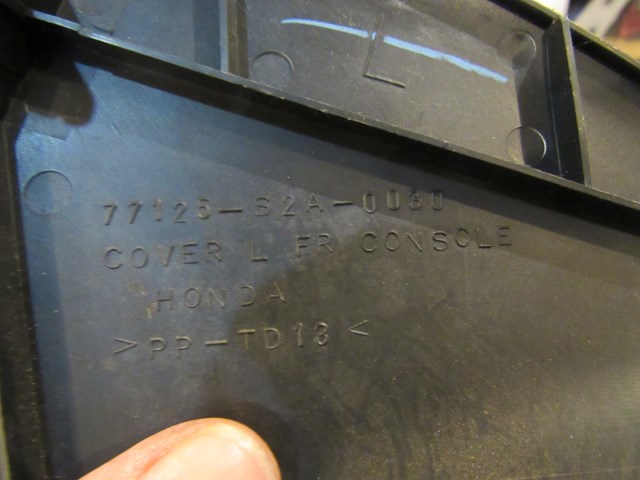 L
77125-S2A-0030
COVER L FR CONSOLE
HONDA
>PP-TD13<